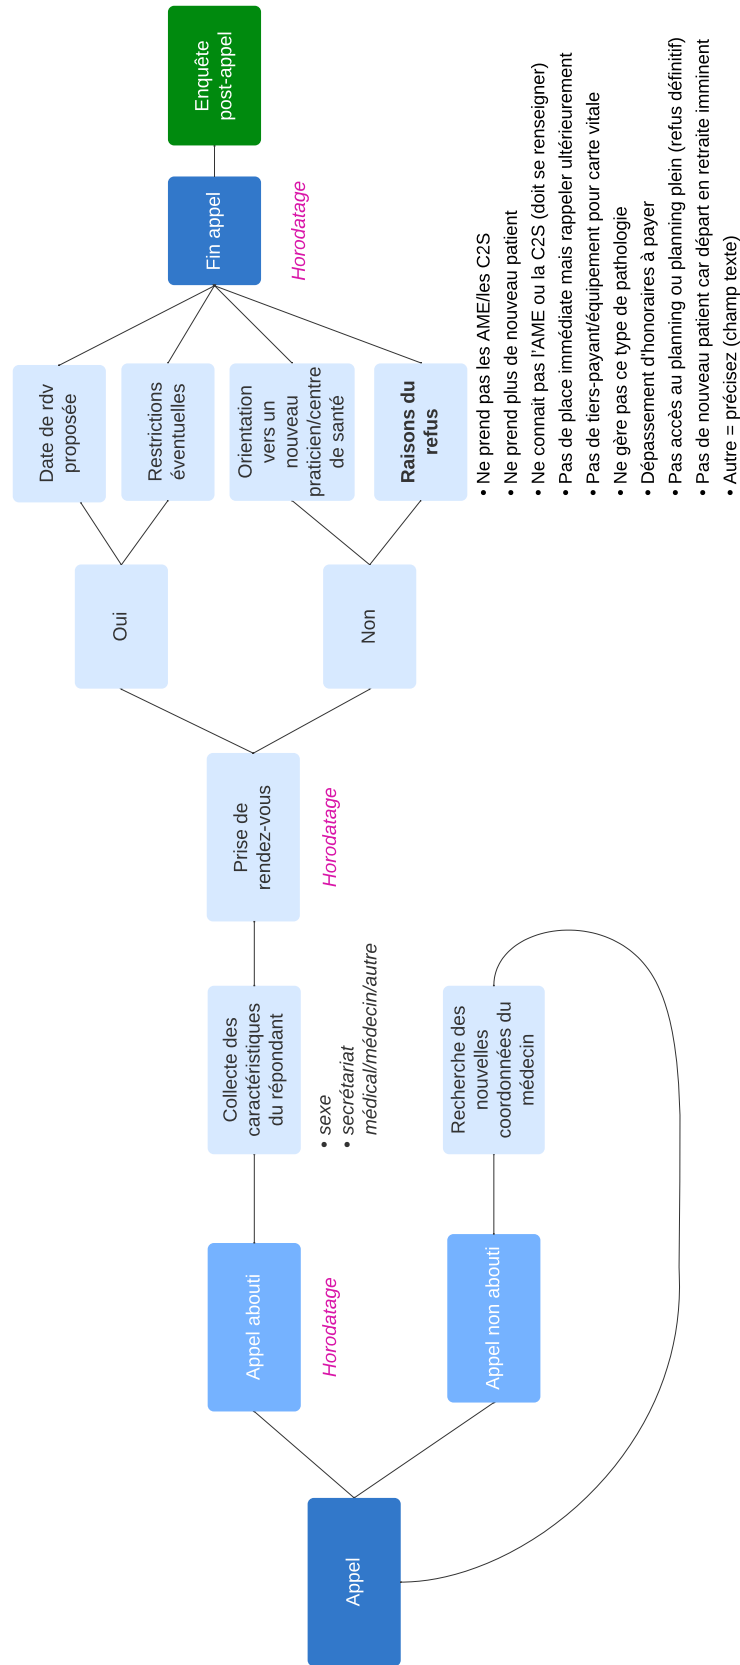 Appel
Appel abouti
Horodatage
Appel non abouti
Collecte des
caractéristiques
du répondant
• sexe
• secrétariat
médical/médecin/autre
Recherche des
nouvelles
coordonnées du
médecin
Prise de
rendez-vous
Horodatage
Oui
Non
Date de rdv
proposée
Restrictions
éventuelles
Orientation
vers un
nouveau
praticien/centre
de santé
Raisons du
refus
• Ne prend pas les AME/les C2S
• Ne prend plus de nouveau patient
• Ne connait pas l'AME ou la C2S (doit se renseigner)
• Pas de place immédiate mais rappeler ultérieurement
• Pas de tiers-payant/équipement pour carte vitale
• Ne gère pas ce type de pathologie
• Dépassement d'honoraires à payer
• Pas accès au planning ou planning plein (refus définitif)
• Pas de nouveau patient car départ en retraite imminent
• Autre = précisez (champ texte)
Fin appel
Horodatage
Enquête
post-appel